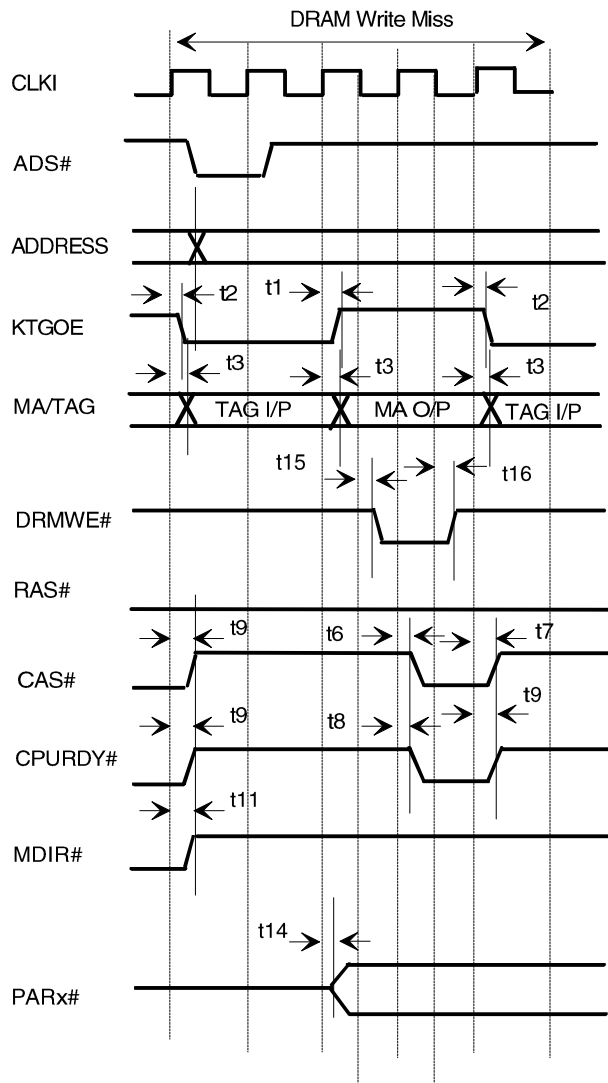 DRAM Write Miss
CLKI
ADS#
ADDRESS
t2 t1 t2
KTGOE
t3 t3 t3
MA/TAG TAG I/P MA O/P TAG I/P
t15 t16
DRMWE#
RAS#
t9 t6 t7
CAS#
t9 t8 t9
CPURDY#
t11
MDIR#
t14
PARx#